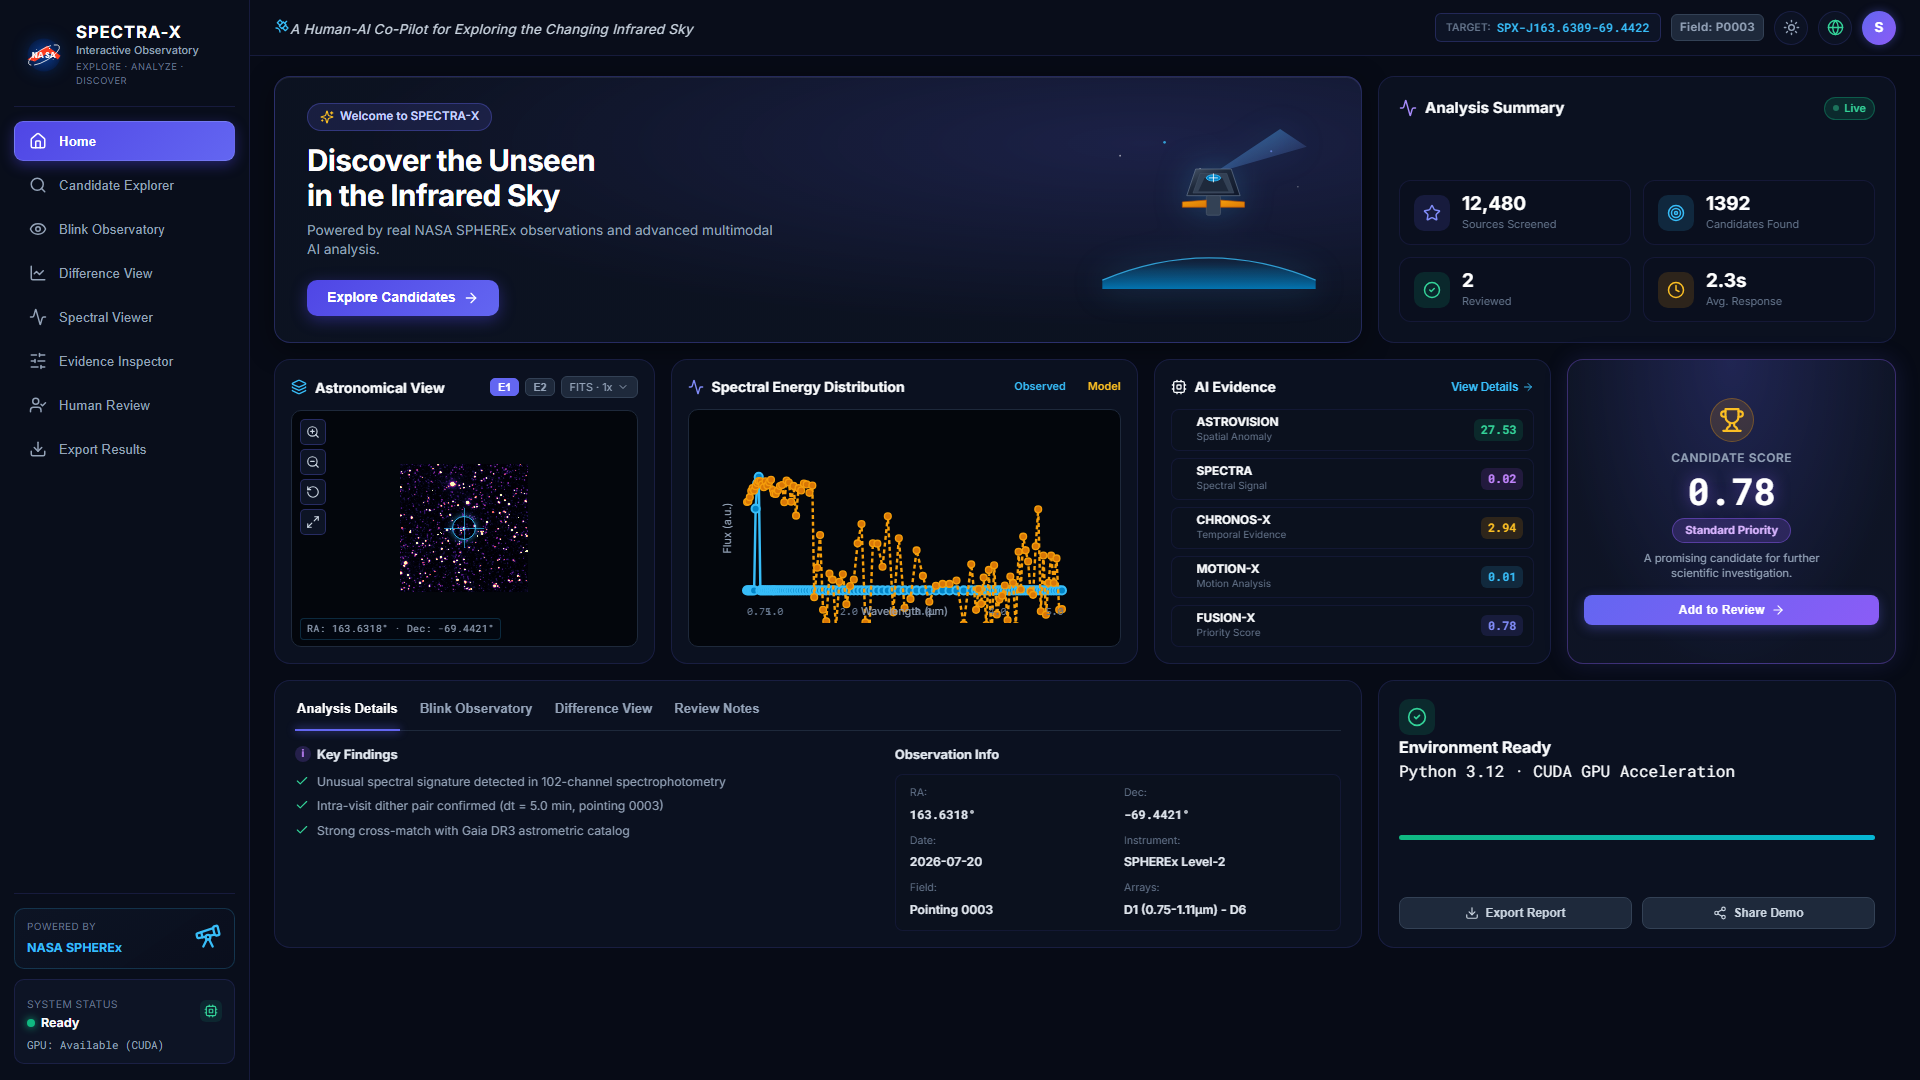 NASA
SPECTRA-X
Interactive Observatory
EXPLORE · ANALYZE ·
DISCOVER
Home
Candidate Explorer
Blink Observatory
Difference View
Spectral Viewer
Evidence Inspector
Human Review
Export Results
POWERED BY
NASA SPHEREx
SYSTEM STATUS
Ready
GPU: Available (CUDA)
A Human-AI Co-Pilot for Exploring the Changing Infrared Sky
TARGET: SPX-J163.6309-69.4422
Field: P0003
S
Welcome to SPECTRA-X
Discover the Unseen
in the Infrared Sky
Powered by real NASA SPHEREx observations and advanced multimodal
AI analysis.
Explore Candidates →
Analysis Summary
Live
12,480
Sources Screened
1392
Candidates Found
2
Reviewed
2.3s
Avg. Response
Astronomical View
E1
E2
FITS · 1x
RA: 163.6318° · Dec: -69.4421°
Spectral Energy Distribution
Observed
Model
Flux (a.u.)
0.75
1.0
2.0
Wavelength (µm)
AI Evidence
View Details →
ASTROVISION
Spatial Anomaly
27.53
SPECTRA
Spectral Signal
0.02
CHRONOS-X
Temporal Evidence
2.94
MOTION-X
Motion Analysis
0.01
FUSION-X
Priority Score
0.78
CANDIDATE SCORE
0.78
Standard Priority
A promising candidate for further
scientific investigation.
Add to Review →
Analysis Details
Blink Observatory
Difference View
Review Notes
i Key Findings
Unusual spectral signature detected in 102-channel spectrophotometry
Intra-visit dither pair confirmed (dt = 5.0 min, pointing 0003)
Strong cross-match with Gaia DR3 astrometric catalog
Observation Info
RA:
163.6318°
Dec:
-69.4421°
Date:
2026-07-20
Instrument:
SPHEREx Level-2
Field:
Pointing 0003
Arrays:
D1 (0.75-1.11µm) - D6
Environment Ready
Python 3.12 · CUDA GPU Acceleration
Export Report
Share Demo